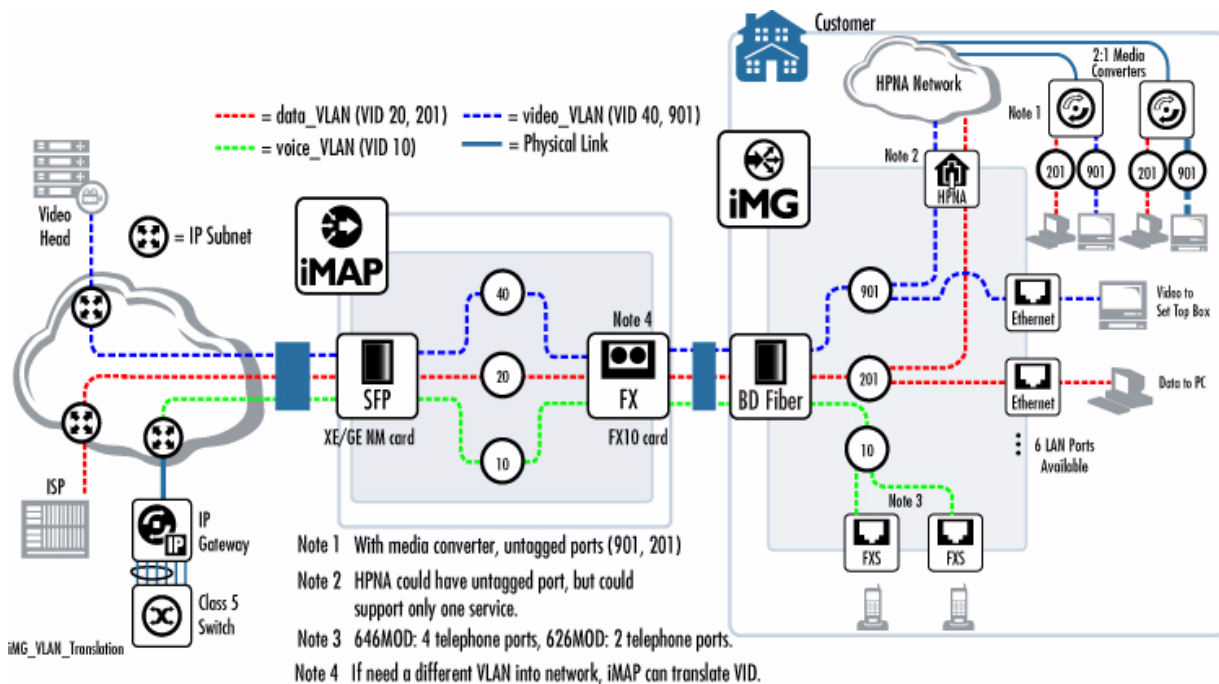 Customer
2:1 Media
Converters
HPNA Network
Note 1
= data_VLAN (VID 20, 201)
= video_VLAN (VID 40, 901)
= voice_VLAN (VID 10)
= Physical Link
Note 2
201
901
201
901
HPNA
iMG
Video
Head
= IP Subnet
iMAP
40
901
Ethernet
Video to
Set Top Box
Note 4
20
201
SFP
FX
BD Fiber
Ethernet
Data to PC
XE/GE NM card
FX10 card
10
10
6 LAN Ports
Available
ISP
Note 3
IP
IP
Gateway
FXS
FXS
Class 5
Switch
iMG_VLAN_Translation
Note 1 With media converter, untagged ports (901, 201)
Note 2 HPNA could have untagged port, but could
support only one service.
Note 3 646MOD: 4 telephone ports, 626MOD: 2 telephone ports.
Note 4 If need a different VLAN into network, iMAP can translate VID.